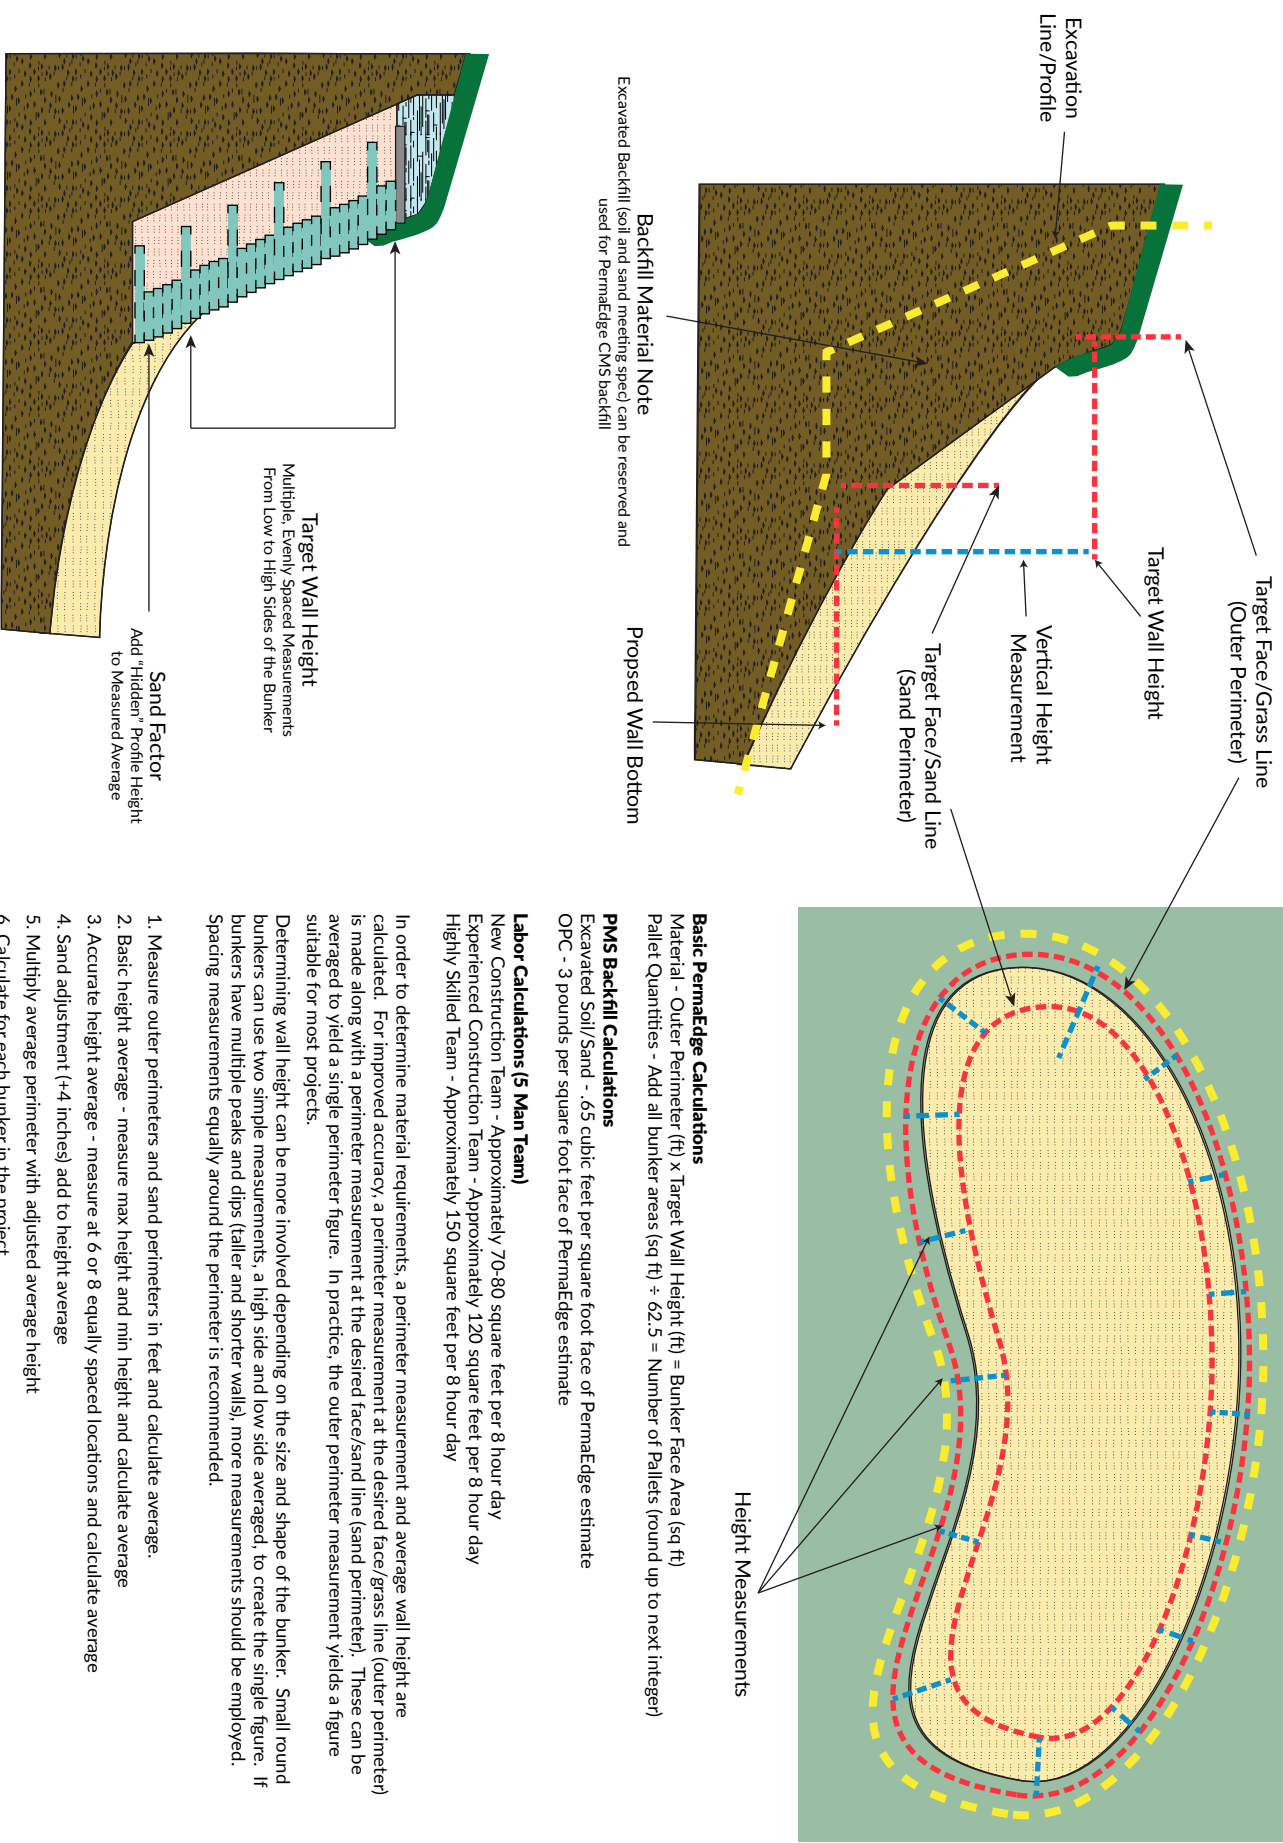 Excavation
Line/Profile
Target Face/Grass Line
(Outer Perimeter)
Target Wall Height
Vertical Height
Measurement
Target Face/Sand Line
(Sand Perimeter)
Backfill Material Note
Excavated Backfill (soil and sand meeting spec) can be reserved and
used for PermaEdge CMS backfill
Propsed Wall Bottom
Target Wall Height
Multiple, Evenly Spaced Measurements
From Low to High Sides of the Bunker
Sand Factor
Add “Hidden” Profile Height
to Measured Average
Height Measurements
Basic PermaEdge Calculations
Material - Outer Perimeter (ft) x Target Wall Height (ft) = Bunker Face Area (sq ft)
Pallet Quantities - Add all bunker areas (sq ft) ÷ 62.5 = Number of Pallets (round up to next integer)
PMS Backfill Calculations
Excavated Soil/Sand - .65 cubic feet per square foot face of PermaEdge estimate
OPC - 3 pounds per square foot face of PermaEdge estimate
Labor Calculations (5 Man Team)
New Construction Team - Approximately 70-80 square feet per 8 hour day
Experienced Construction Team - Approximately 120 square feet per 8 hour day
Highly Skilled Team - Approximately 150 square feet per 8 hour day
In order to determine material requirements, a perimeter measurement and average wall height are
calculated. For improved accuracy, a perimeter measurement at the desired face/grass line (outer perimeter)
is made along with a perimeter measurement at the desired face/sand line (sand perimeter). These can be
averaged to yield a single perimeter figure. In practice, the outer perimeter measurement yields a figure
suitable for most projects.
Determining wall height can be more involved depending on the size and shape of the bunker. Small round
bunkers can use two simple measurements, a high side and low side averaged, to create the single figure. If
bunkers have multiple peaks and dips (taller and shorter walls), more measurements should be employed.
Spacing measurements equally around the perimeter is recommended.
1. Measure outer perimeters and sand perimeters in feet and calculate average.
2. Basic height average - measure max height and min height and calculate average
3. Accurate height average - measure at 6 or 8 equally spaced locations and calculate average
4. Sand adjustment (+4 inches) add to height average
5. Multiply average perimeter with adjusted average height
6. Calculate for each bunker in the project